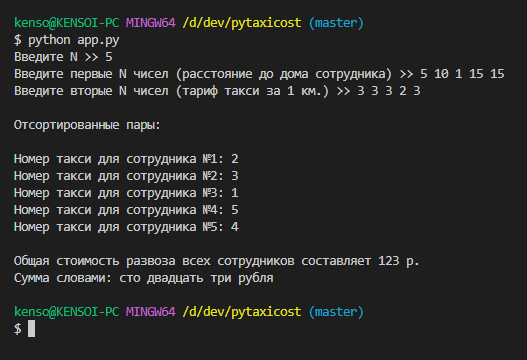 kenso@KENSOI-PC MINGW64 /d/dev/pytaxicost (master)
$ python app.py
Введите N >> 5
Введите первые N чисел (расстояние до дома сотрудника) >> 5 10 1 15 15
Введите вторые N чисел (тариф такси за 1 км.) >> 3 3 3 2 3
Отсортированные пары:
Номер такси для сотрудника №1: 2
Номер такси для сотрудника №2: 3
Номер такси для сотрудника №3: 1
Номер такси для сотрудника №4: 5
Номер такси для сотрудника №5: 4
Общая стоимость развоза всех сотрудников составляет 123 р.
Сумма словами: сто двадцать три рубля
kenso@KENSOI-PC MINGW64 /d/dev/pytaxicost (master)
$